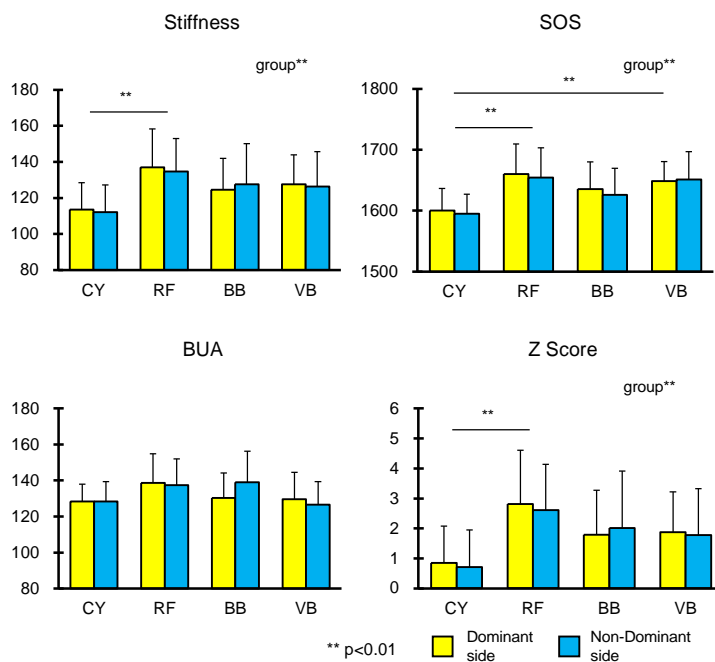 Stiffness
group**
**
180
160
140
120
100
80
CY RF BB VB
SOS
group**
**
**
1800
1700
1600
1500
CY RF BB VB
BUA
180
160
140
120
100
80
CY RF BB VB
Z Score
group**
**
6
5
4
3
2
1
0
CY RF BB VB
** p<0.01
Dominant
side
Non-Dominant
side